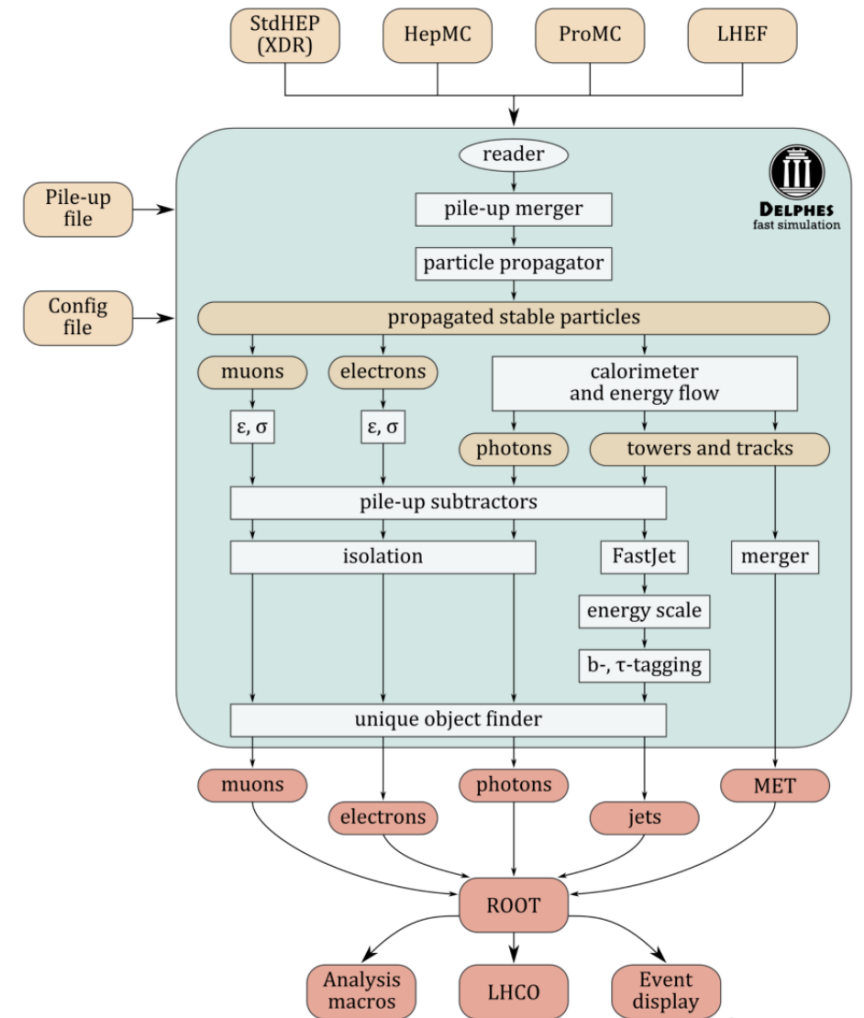 StdHEP
(XDR)
HepMC
ProMC
LHEF
reader
DELPHES
fast simulation
Pile-up
file
pile-up merger
particle propagator
Config
file
propagated stable particles
muons
electrons
calorimeter
and energy flow
ε, σ
ε, σ
photons
towers and tracks
pile-up subtractors
isolation
FastJet
merger
energy scale
b-, τ-tagging
unique object finder
muons
photons
MET
electrons
jets
ROOT
Analysis
macros
LHCO
Event
display